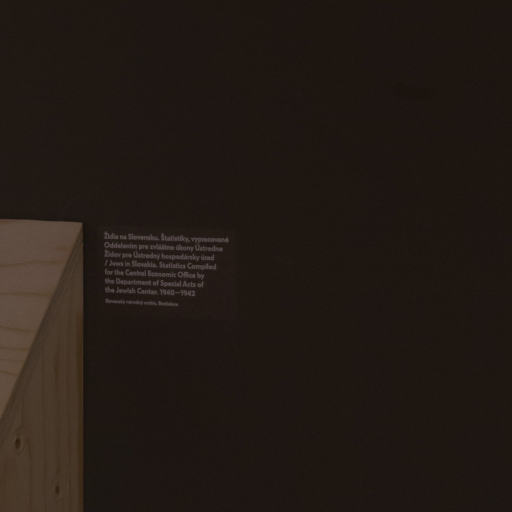 Židia na Slovensku. Štatistiky, vypracované
Oddelením pre zvláštne úkony Ústredne
Židov pre Ústredný hospodársky úrad
/ Jews in Slovakia. Statistics Compiled
for the Central Economic Office by
the Department of Special Acts of
the Jewish Center. 1940—1942
Slovenský národný archív, Bratislava